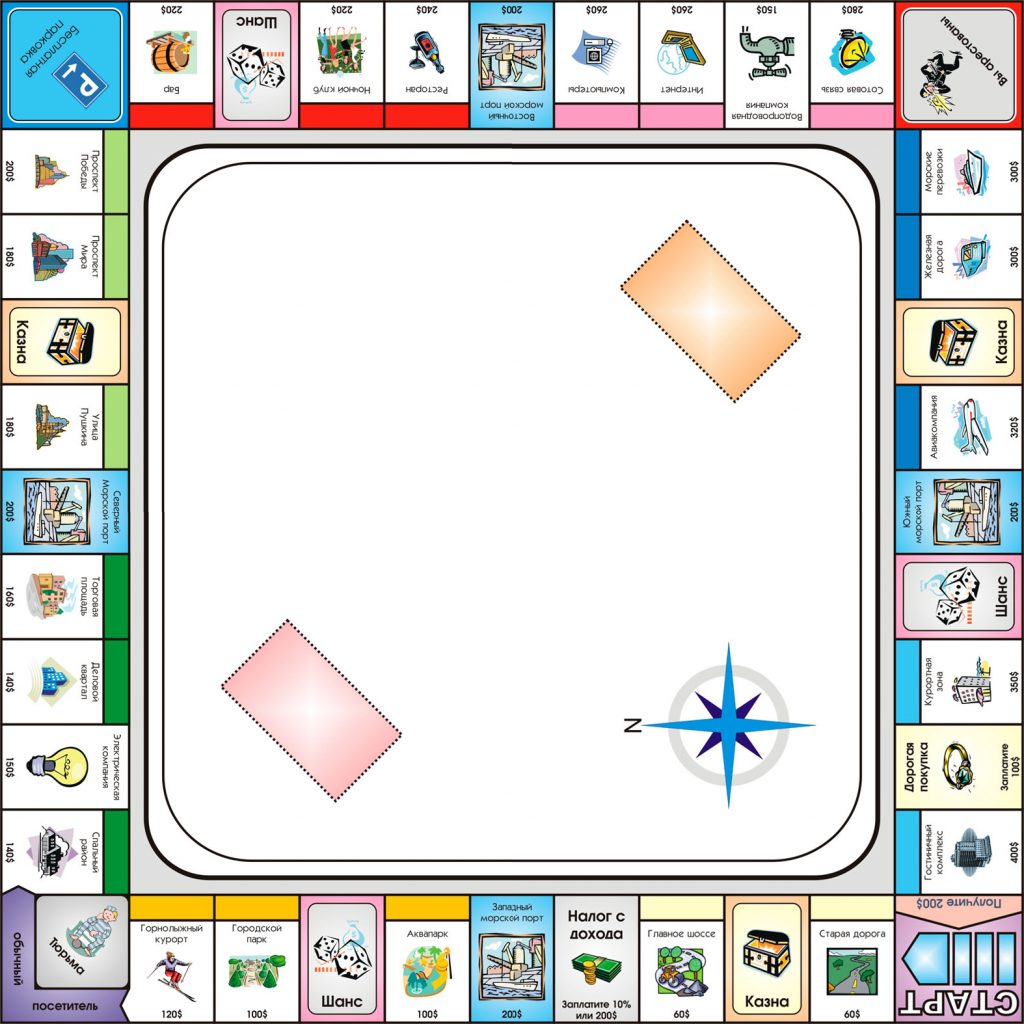 220$
Бар
Шанс
220$
Ночной клуб
240$
Ресторан
200$
Восточный
морской порт
260$
Компьютеры
260$
Интернет
150$
Водопроводная
компания
280$
Сотовая связь
Вы арестованы
Бесплатная
парковка
P
Проспект
Победы
200$
Проспект
Мира
180$
Казна
Улица
Пушкина
180$
Северный
Морской порт
200$
Торговая
площадь
160$
Деловой
квартал
140$
Электрическая
компания
150$
Спальный
район
140$
Морские
перевозки
300$
Железная
дорога
300$
Казна
Авиакомпания
320$
Южный
морской порт
200$
Шанс
Курортная
зона
350$
Дорогая
покупка
Заплатите
100$
Гостиничный
комплекс
400$
N
Тюрьма
обычный
посетитель
Горнолыжный
курорт
120$
Городской
парк
100$
Шанс
Аквапарк
100$
Западный
морской порт
200$
Налог с
дохода
Заплатите 10%
или 200$
Главное шоссе
60$
Казна
Старая дорога
60$
Получите 200$
СТАРТ